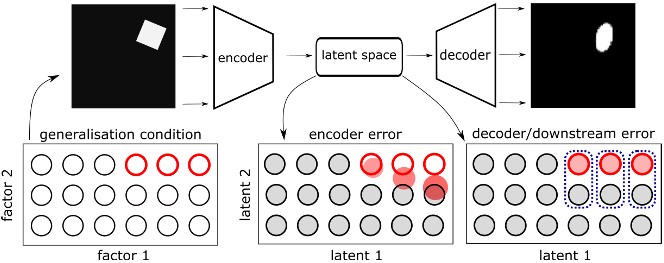 encoder
latent space
decoder
generalisation condition
encoder error
decoder/downstream error
factor 2
latent 2
factor 1
latent 1
latent 1